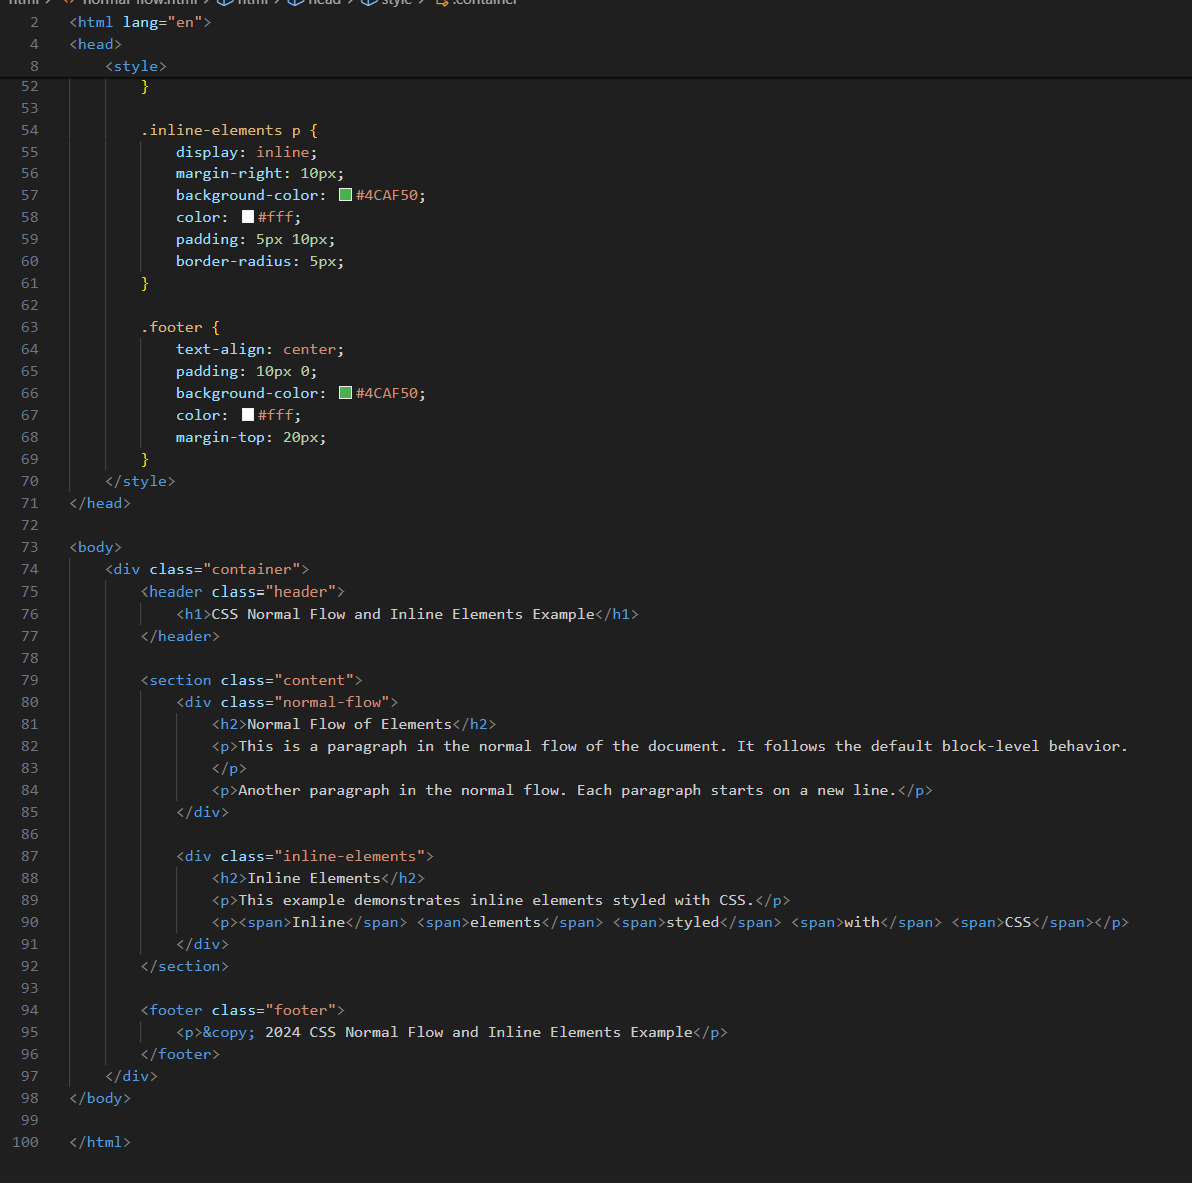 html > <> normal-flow.html > html > head > style > .container
2 <html lang="en">
4 <head>
8 <style>
52 }
53
54 .inline-elements p {
55 display: inline;
56 margin-right: 10px;
57 background-color: #4CAF50;
58 color: #fff;
59 padding: 5px 10px;
60 border-radius: 5px;
61 }
62
63 .footer {
64 text-align: center;
65 padding: 10px 0;
66 background-color: #4CAF50;
67 color: #fff;
68 margin-top: 20px;
69 }
70 </style>
71 </head>
72
73 <body>
74 <div class="container">
75 <header class="header">
76 <h1>CSS Normal Flow and Inline Elements Example</h1>
77 </header>
78
79 <section class="content">
80 <div class="normal-flow">
81 <h2>Normal Flow of Elements</h2>
82 <p>This is a paragraph in the normal flow of the document. It follows the default block-level behavior.
83 </p>
84 <p>Another paragraph in the normal flow. Each paragraph starts on a new line.</p>
85 </div>
86
87 <div class="inline-elements">
88 <h2>Inline Elements</h2>
89 <p>This example demonstrates inline elements styled with CSS.</p>
90 <p><span>Inline</span> <span>elements</span> <span>styled</span> <span>with</span> <span>CSS</span></p>
91 </div>
92 </section>
93
94 <footer class="footer">
95 <p>&copy; 2024 CSS Normal Flow and Inline Elements Example</p>
96 </footer>
97 </div>
98 </body>
99
100 </html>